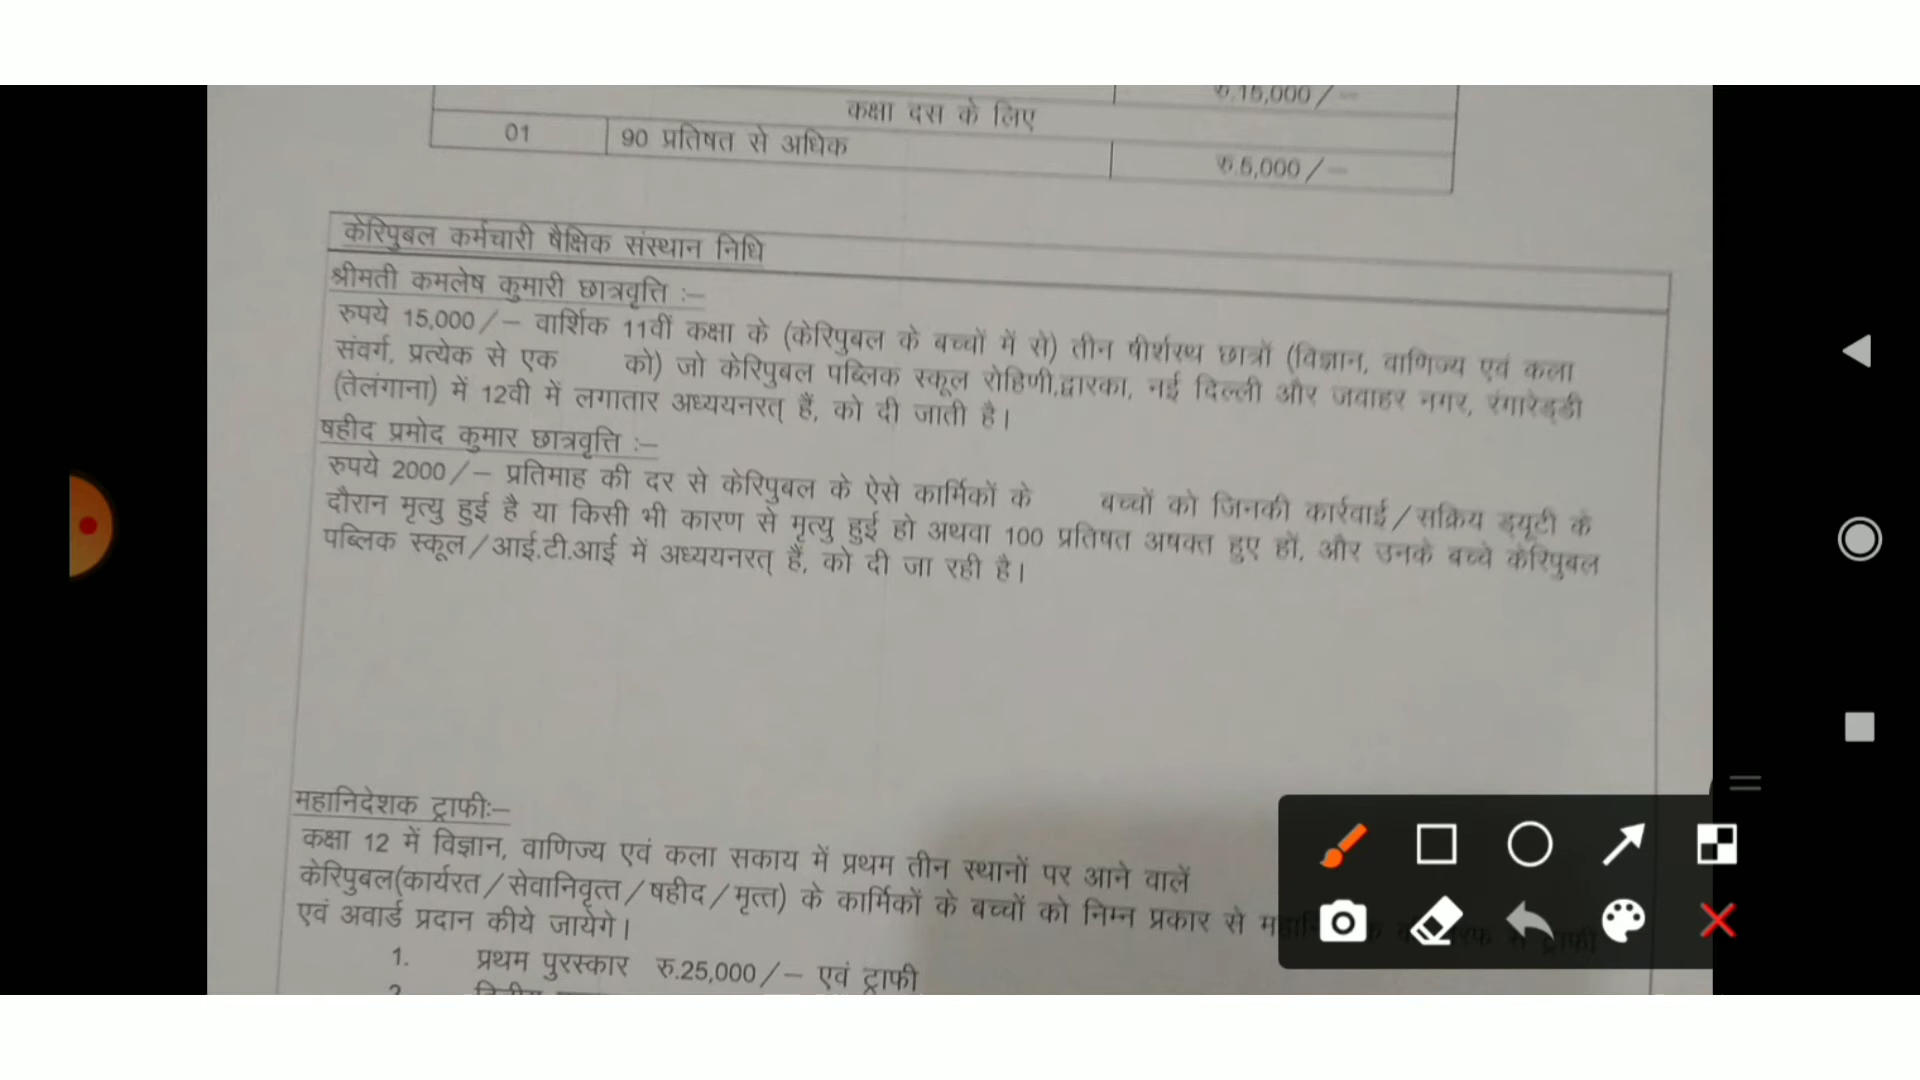 रु.15,000/–
कक्षा दस के लिए
01 90 प्रतिषत से अधिक रु.5,000/–
केरिपुबल कर्मचारी षैक्षिक संस्थान निधि
श्रीमती कमलेष कुमारी छात्रवृत्ति :–
रुपये 15,000/– वार्शिक 11वीं कक्षा के (केरिपुबल के बच्चों में से) तीन षीर्शस्थ छात्रों (विज्ञान, वाणिज्य एवं कला
संवर्ग, प्रत्येक से एक को) जो केरिपुबल पब्लिक स्कूल रोहिणी,द्वारका, नई दिल्ली और जवाहर नगर, रंगारेड्डी
(तेलंगाना) में 12वी में लगातार अध्ययनरत् हैं, को दी जाती है।
षहीद प्रमोद कुमार छात्रवृत्ति :–
रुपये 2000/– प्रतिमाह की दर से केरिपुबल के ऐसे कार्मिकों के बच्चों को जिनकी कार्रवाई/सक्रिय ड्यूटी के
दौरान मृत्यु हुई है या किसी भी कारण से मृत्यु हुई हो अथवा 100 प्रतिषत अषक्त हुए हों, और उनके बच्चे केरिपुबल
पब्लिक स्कूल/आई.टी.आई में अध्ययनरत् हैं, को दी जा रही है।
महानिदेशक ट्राफी:–
कक्षा 12 में विज्ञान, वाणिज्य एवं कला सकाय में प्रथम तीन स्थानों पर आने वालें
केरिपुबल(कार्यरत/सेवानिवृत्त/षहीद/मृत्त) के कार्मिकों के बच्चों को निम्न प्रकार से ट्राफी
एवं अवार्ड प्रदान कीये जायेगे।
1. प्रथम पुरस्कार रु.25,000/– एवं ट्राफी